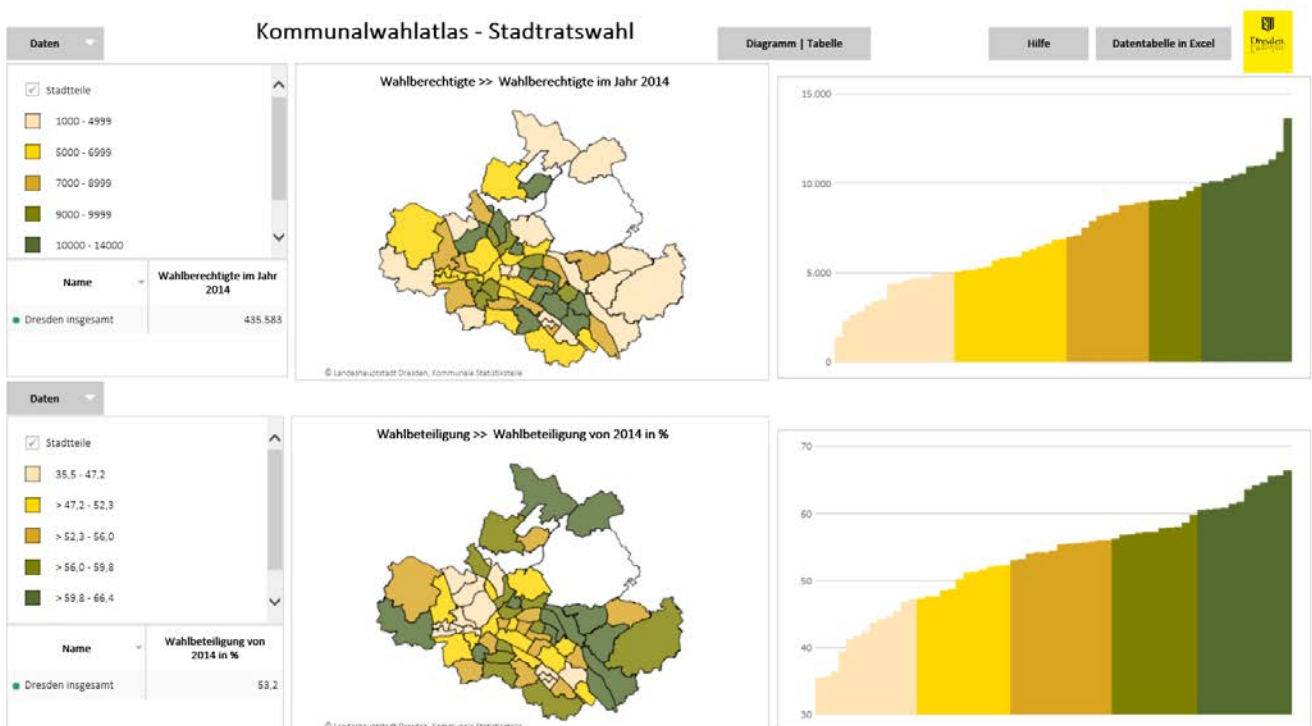 Kommunalwahlatlas - Stadtratswahl
Daten
Diagramm | Tabelle
Hilfe
Datentabelle in Excel
Dresden
Stadtteile
1000 - 4999
5000 - 6999
7000 - 8999
9000 - 9999
10000 - 14000
Name
Wahlberechtigte im Jahr
2014
Dresden insgesamt
435.583
Wahlberechtigte >> Wahlberechtigte im Jahr 2014
© Landeshauptstadt Dresden, Kommunale Statistikstelle
15.000
10.000
5.000
0
Daten
Stadtteile
35,5 - 47,2
> 47,2 - 52,3
> 52,3 - 56,0
> 56,0 - 59,8
> 59,8 - 66,4
Name
Wahlbeteiligung von
2014 in %
Dresden insgesamt
53,2
Wahlbeteiligung >> Wahlbeteiligung von 2014 in %
© Landeshauptstadt Dresden, Kommunale Statistikstelle
70
60
50
40
30